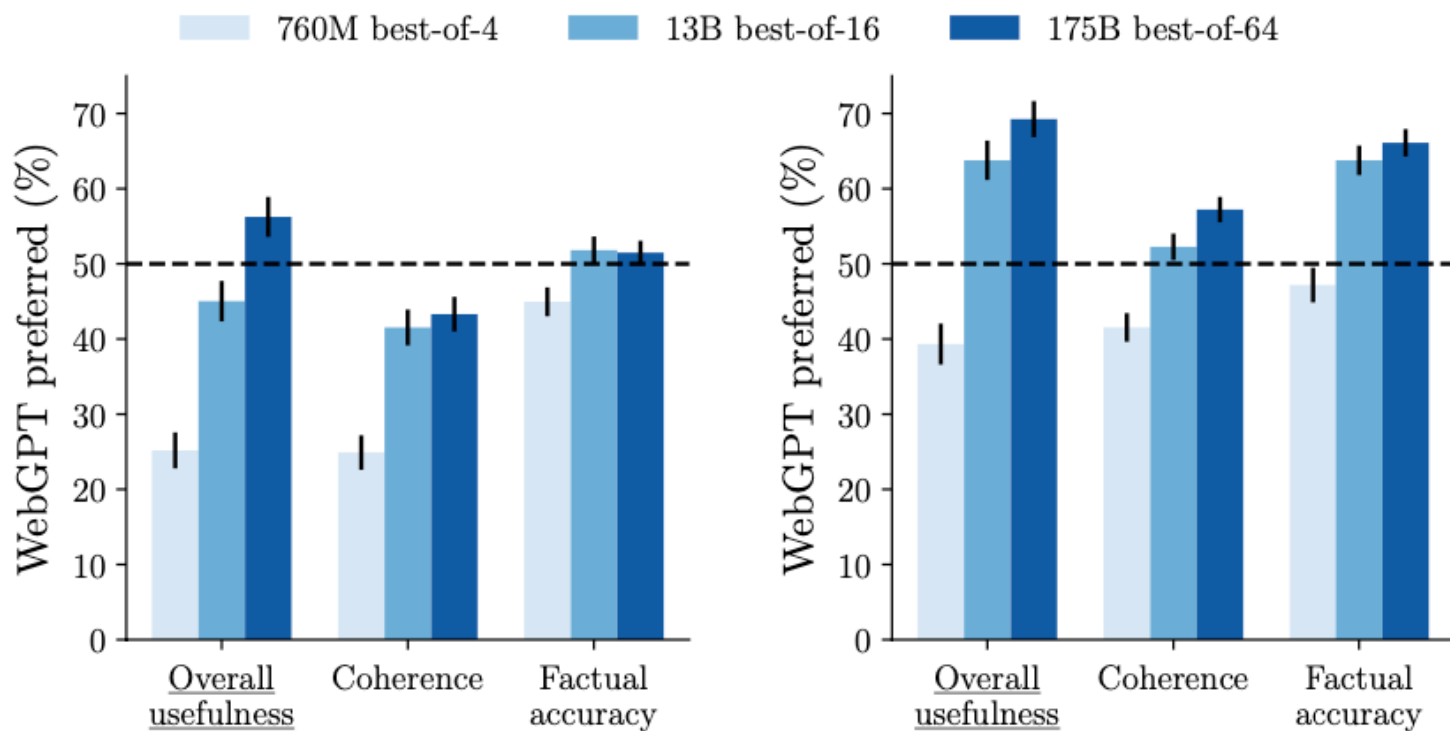 760M best-of-4 13B best-of-16 175B best-of-64
WebGPT preferred (%)
70
60
50
40
30
20
10
0
Overall usefulness
Coherence
Factual accuracy
WebGPT preferred (%)
70
60
50
40
30
20
10
0
Overall usefulness
Coherence
Factual accuracy